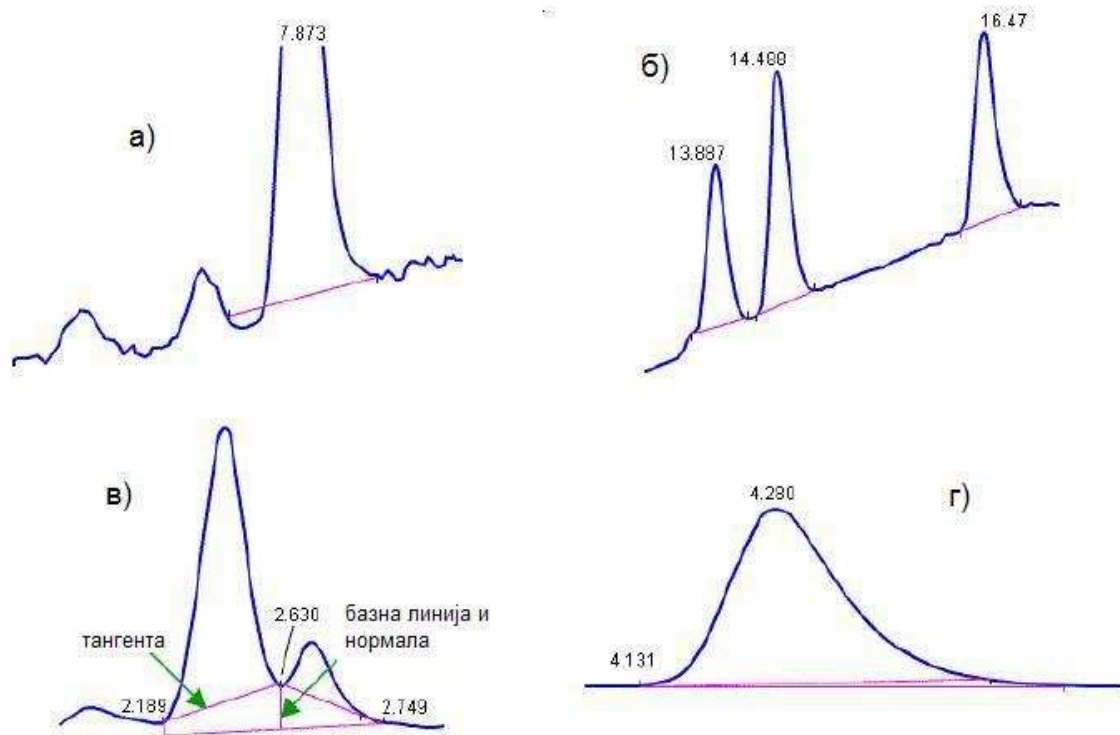 7.873
а)
б)
13.887
14.488
16.47
в)
тангента
2.189
2.630
базна линија и
нормала
2.749
г)
4.131
4.280